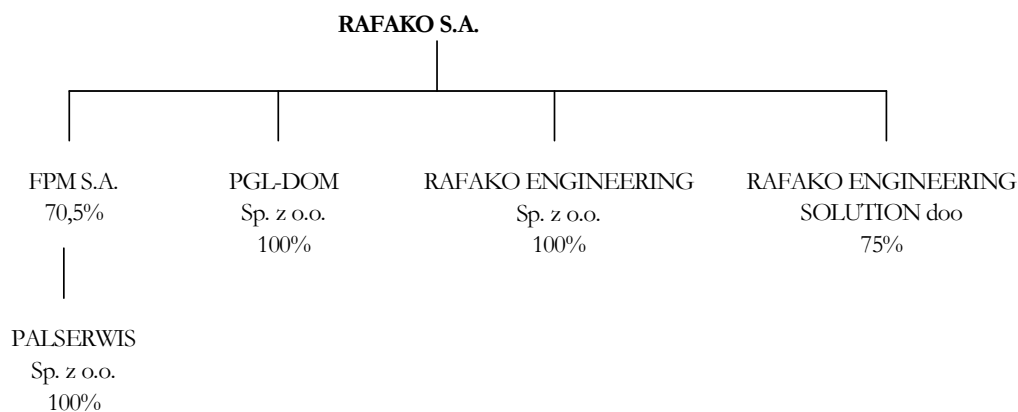 RAFAKO S.A.
FPM S.A.
70,5%
PGL-DOM
Sp. z o.o.
100%
RAFAKO ENGINEERING
Sp. z o.o.
100%
RAFAKO ENGINEERING
SOLUTION doo
75%
PALSERWIS
Sp. z o.o.
100%